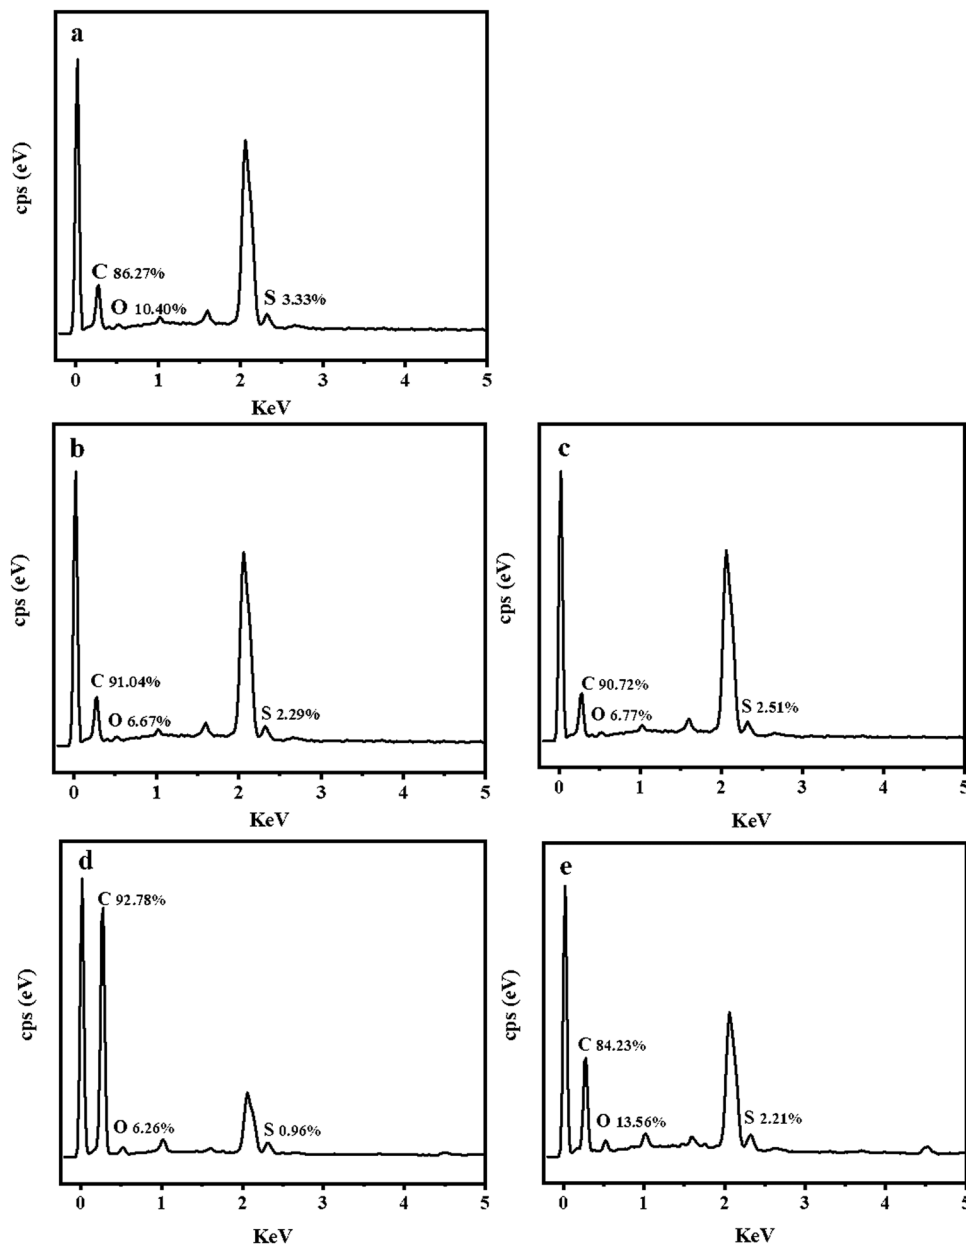 a
cps (eV)
C 86.27%
O 10.40%
S 3.33%
0 1 2 3 4 5
KeV
b
cps (eV)
C 91.04%
O 6.67%
S 2.29%
0 1 2 3 4 5
KeV
c
cps (eV)
C 90.72%
O 6.77%
S 2.51%
0 1 2 3 4 5
KeV
d
cps (eV)
C 92.78%
O 6.26%
S 0.96%
0 1 2 3 4 5
KeV
e
cps (eV)
C 84.23%
O 13.56%
S 2.21%
0 1 2 3 4 5
KeV